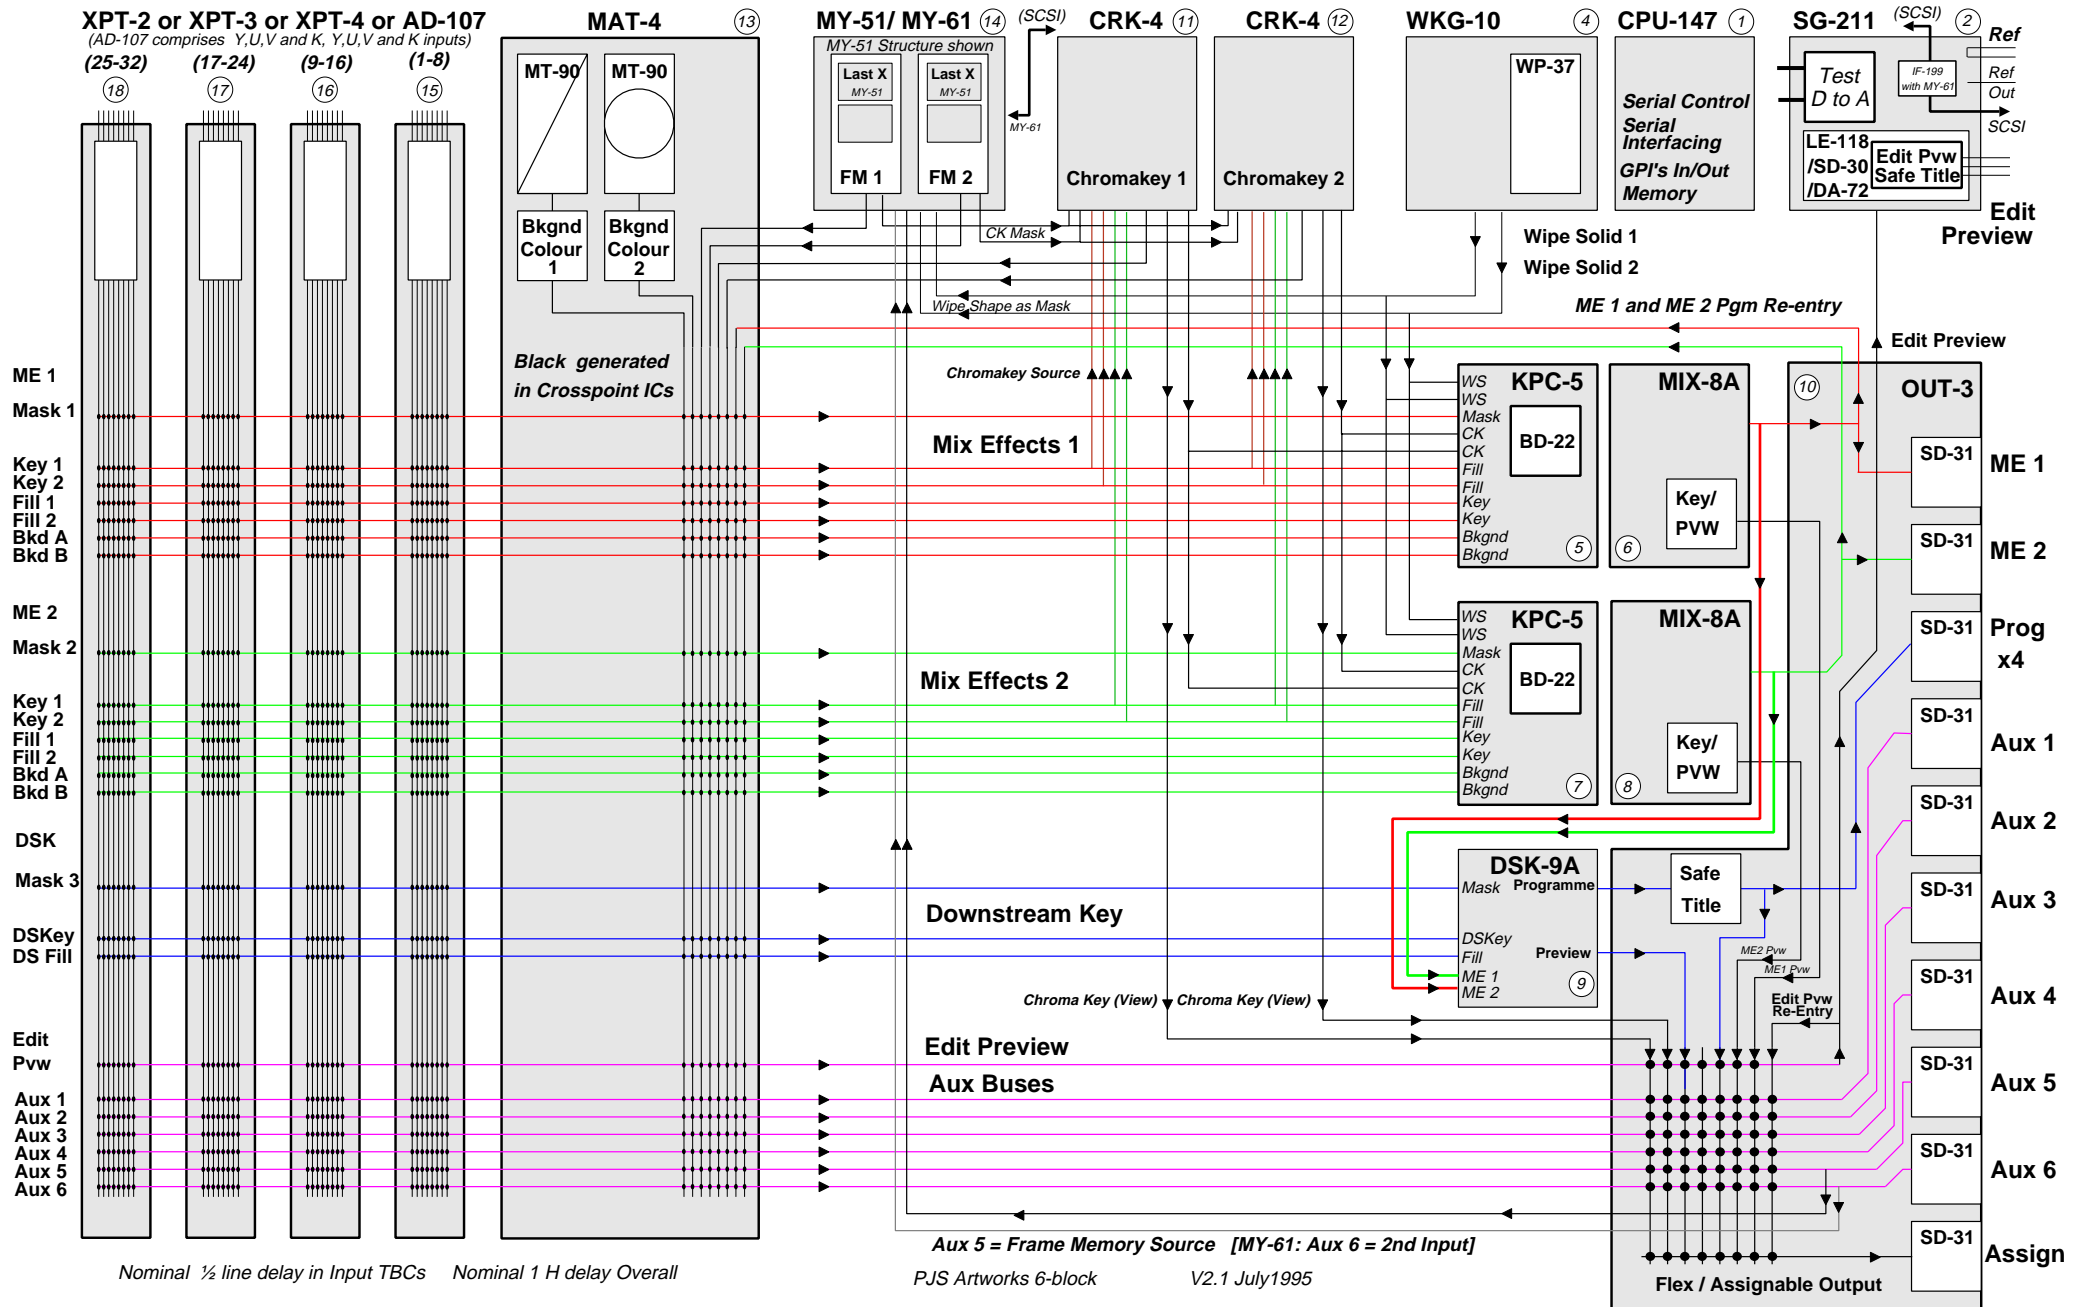 XPT-2 or XPT-3 or XPT-4 or AD-107
(AD-107 comprises Y,U,V and K, Y,U,V and K inputs)
(25-32)
(17-24)
(9-16)
(1-8)
18
17
16
15
MAT-4
13
MT-90
MT-90
Bkgnd
Colour
1
Bkgnd
Colour
2
Black generated
in Crosspoint ICs
MY-51/ MY-61
14
MY-51 Structure shown
Last X
MY-51
Last X
MY-51
FM 1
FM 2
(SCSI)
MY-61
CRK-4
11
Chromakey 1
CRK-4
12
Chromakey 2
WKG-10
4
WP-37
CPU-147
1
Serial Control
Serial
Interfacing
GPI's In/Out
Memory
SG-211
(SCSI)
2
Test
D to A
IF-199
with MY-61
Ref
Ref
Out
SCSI
LE-118
/SD-30
/DA-72
Edit Pvw
Safe Title
Edit
Preview
CK Mask
Wipe Solid 1
Wipe Solid 2
Wipe Shape as Mask
ME 1 and ME 2 Pgm Re-entry
Edit Preview
Chromakey Source
ME 1
Mask 1
Key 1
Key 2
Fill 1
Fill 2
Bkd A
Bkd B
Mix Effects 1
KPC-5
WS
WS
Mask
CK
CK
Fill
Fill
Key
Key
Bkgnd
Bkgnd
BD-22
5
MIX-8A
Key/
PVW
6
10
OUT-3
SD-31
ME 1
SD-31
ME 2
SD-31
Prog
x4
SD-31
Aux 1
SD-31
Aux 2
SD-31
Aux 3
SD-31
Aux 4
SD-31
Aux 5
SD-31
Aux 6
SD-31
Assign
ME 2
Mask 2
Key 1
Key 2
Fill 1
Fill 2
Bkd A
Bkd B
Mix Effects 2
KPC-5
WS
WS
Mask
CK
CK
Fill
Fill
Key
Key
Bkgnd
Bkgnd
BD-22
7
MIX-8A
Key/
PVW
8
DSK
Mask 3
DSKey
DS Fill
Downstream Key
DSK-9A
Mask
Programme
DSKey
Fill
Preview
ME 1
ME 2
9
Safe
Title
ME2 Pvw
ME1 Pvw
Edit Pvw
Re-Entry
Chroma Key (View)
Chroma Key (View)
Edit
Pvw
Edit Preview
Aux Buses
Aux 1
Aux 2
Aux 3
Aux 4
Aux 5
Aux 6
Aux 5 = Frame Memory Source [MY-61: Aux 6 = 2nd Input]
Flex / Assignable Output
Nominal ½ line delay in Input TBCs
Nominal 1 H delay Overall
PJS Artworks 6-block
V2.1 July1995